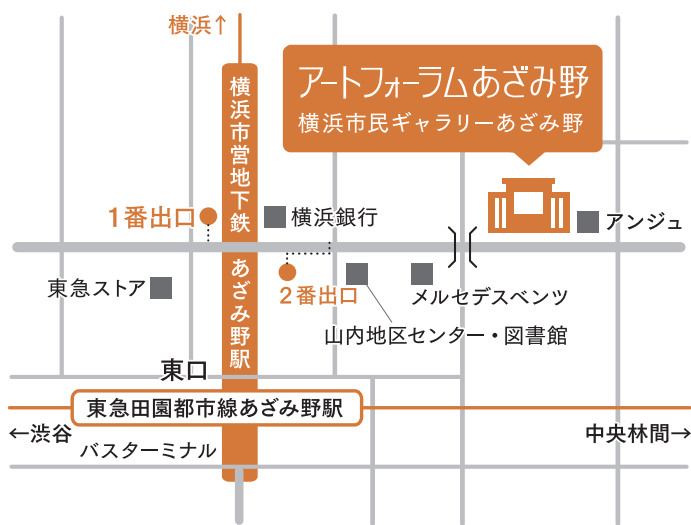 横浜↑
アートフォーラムあざみ野
横浜市民ギャラリーあざみ野
横浜市営地下鉄 あざみ野駅
1番出口
横浜銀行
アンジュ
東急ストア
2番出口
メルセデスベンツ
山内地区センター・図書館
東口
東急田園都市線あざみ野駅
←渋谷
中央林間→
バスターミナル